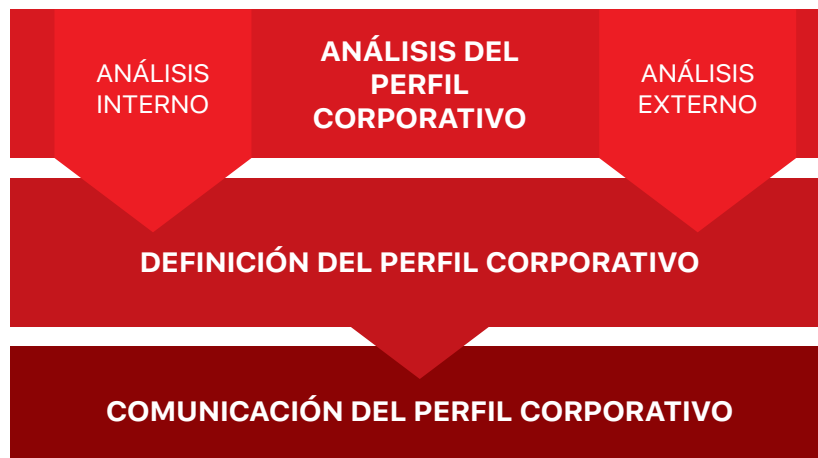 ANÁLISIS
INTERNO
ANÁLISIS DEL
PERFIL
CORPORATIVO
ANÁLISIS
EXTERNO
DEFINICIÓN DEL PERFIL CORPORATIVO
COMUNICACIÓN DEL PERFIL CORPORATIVO